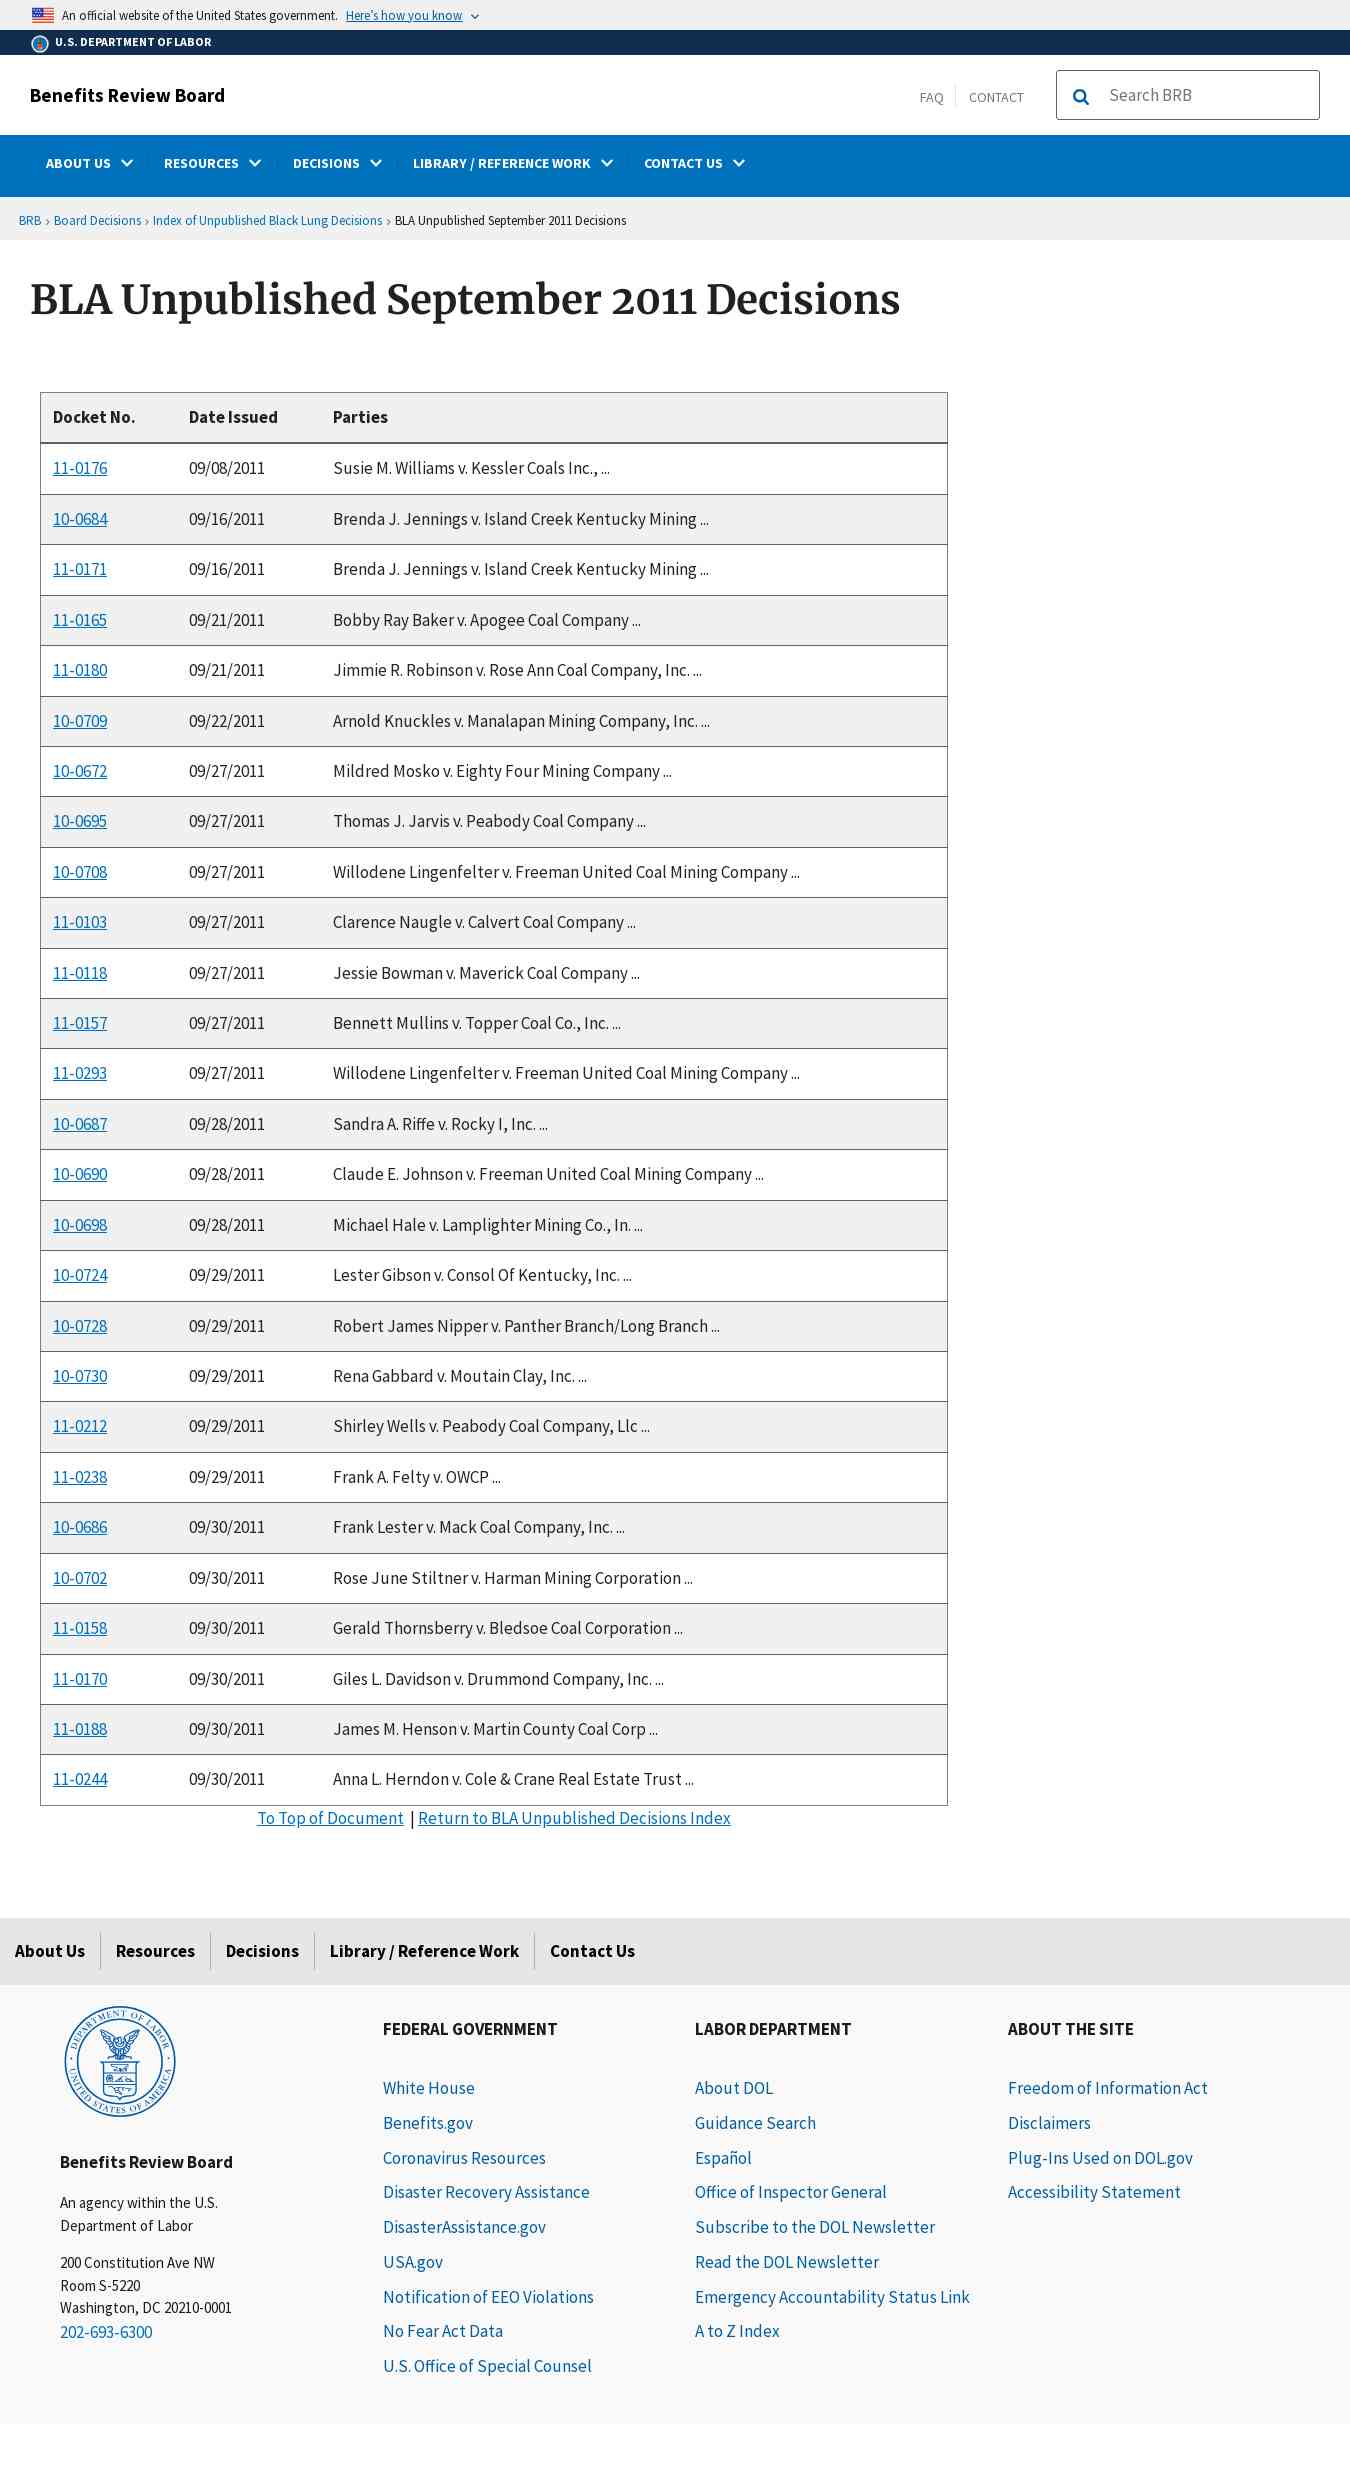 An official website of the United States government. Here's how you know
U.S. DEPARTMENT OF LABOR
Benefits Review Board
FAQ CONTACT Search BRB
ABOUT US RESOURCES DECISIONS LIBRARY / REFERENCE WORK CONTACT US
BRB › Board Decisions › Index of Unpublished Black Lung Decisions › BLA Unpublished September 2011 Decisions
BLA Unpublished September 2011 Decisions
Docket No. Date Issued Parties
11-0176 09/08/2011 Susie M. Williams v. Kessler Coals Inc., ...
10-0684 09/16/2011 Brenda J. Jennings v. Island Creek Kentucky Mining ...
11-0171 09/16/2011 Brenda J. Jennings v. Island Creek Kentucky Mining ...
11-0165 09/21/2011 Bobby Ray Baker v. Apogee Coal Company ...
11-0180 09/21/2011 Jimmie R. Robinson v. Rose Ann Coal Company, Inc. ...
10-0709 09/22/2011 Arnold Knuckles v. Manalapan Mining Company, Inc. ...
10-0672 09/27/2011 Mildred Mosko v. Eighty Four Mining Company ...
10-0695 09/27/2011 Thomas J. Jarvis v. Peabody Coal Company ...
10-0708 09/27/2011 Willodene Lingenfelter v. Freeman United Coal Mining Company ...
11-0103 09/27/2011 Clarence Naugle v. Calvert Coal Company ...
11-0118 09/27/2011 Jessie Bowman v. Maverick Coal Company ...
11-0157 09/27/2011 Bennett Mullins v. Topper Coal Co., Inc. ...
11-0293 09/27/2011 Willodene Lingenfelter v. Freeman United Coal Mining Company ...
10-0687 09/28/2011 Sandra A. Riffe v. Rocky I, Inc. ...
10-0690 09/28/2011 Claude E. Johnson v. Freeman United Coal Mining Company ...
10-0698 09/28/2011 Michael Hale v. Lamplighter Mining Co., In. ...
10-0724 09/29/2011 Lester Gibson v. Consol Of Kentucky, Inc. ...
10-0728 09/29/2011 Robert James Nipper v. Panther Branch/Long Branch ...
10-0730 09/29/2011 Rena Gabbard v. Moutain Clay, Inc. ...
11-0212 09/29/2011 Shirley Wells v. Peabody Coal Company, Llc ...
11-0238 09/29/2011 Frank A. Felty v. OWCP ...
10-0686 09/30/2011 Frank Lester v. Mack Coal Company, Inc. ...
10-0702 09/30/2011 Rose June Stiltner v. Harman Mining Corporation ...
11-0158 09/30/2011 Gerald Thornsberry v. Bledsoe Coal Corporation ...
11-0170 09/30/2011 Giles L. Davidson v. Drummond Company, Inc. ...
11-0188 09/30/2011 James M. Henson v. Martin County Coal Corp ...
11-0244 09/30/2011 Anna L. Herndon v. Cole & Crane Real Estate Trust ...
To Top of Document | Return to BLA Unpublished Decisions Index
About Us Resources Decisions Library / Reference Work Contact Us
DEPARTMENT OF LABOR
UNITED STATES OF AMERICA
Benefits Review Board
An agency within the U.S.
Department of Labor
200 Constitution Ave NW
Room S-5220
Washington, DC 20210-0001
202-693-6300
FEDERAL GOVERNMENT
White House
Benefits.gov
Coronavirus Resources
Disaster Recovery Assistance
DisasterAssistance.gov
USA.gov
Notification of EEO Violations
No Fear Act Data
U.S. Office of Special Counsel
LABOR DEPARTMENT
About DOL
Guidance Search
Español
Office of Inspector General
Subscribe to the DOL Newsletter
Read the DOL Newsletter
Emergency Accountability Status Link
A to Z Index
ABOUT THE SITE
Freedom of Information Act
Disclaimers
Plug-Ins Used on DOL.gov
Accessibility Statement